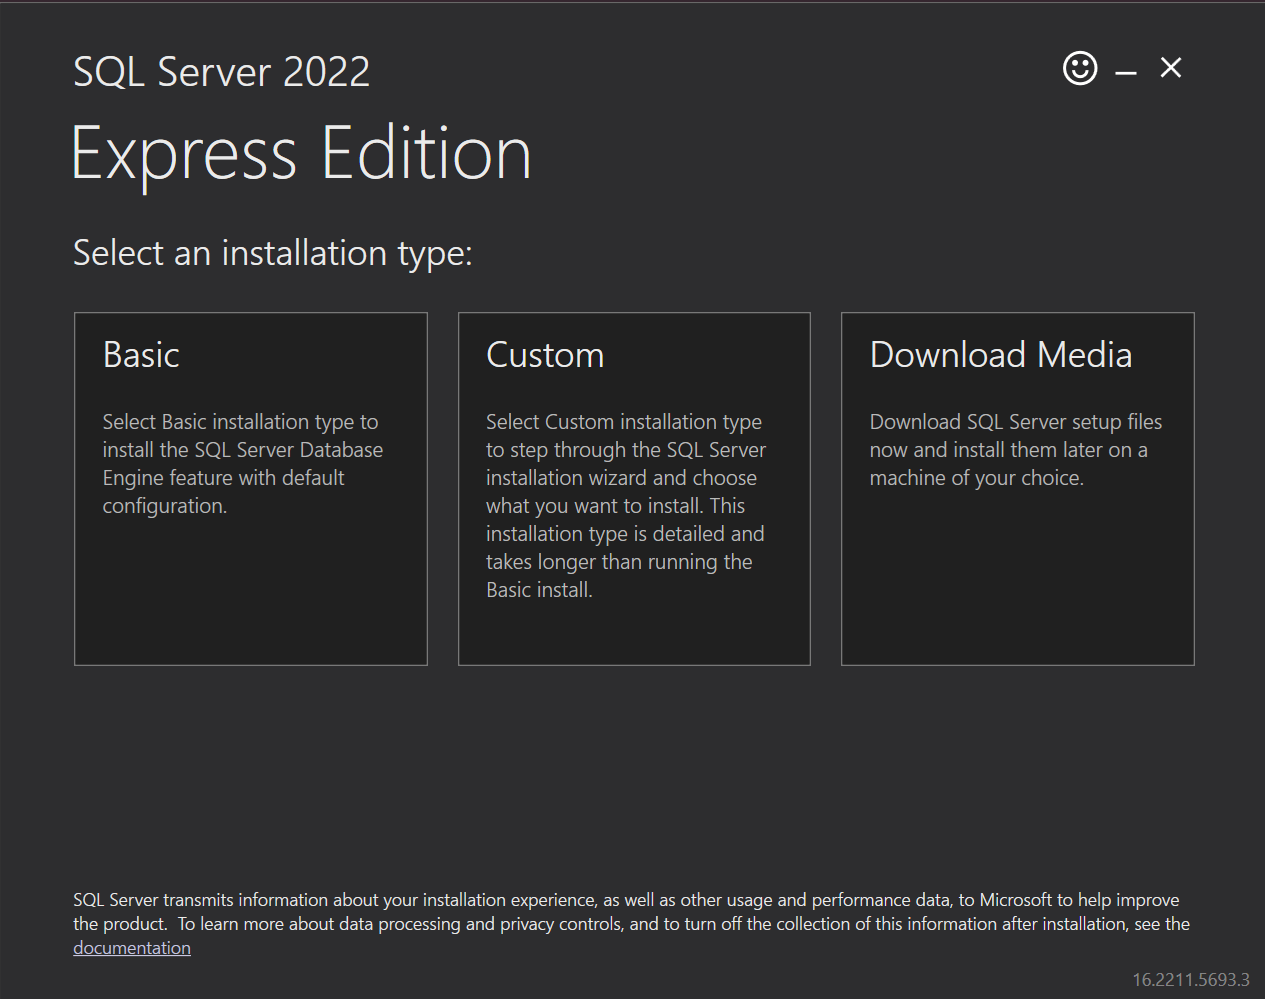 SQL Server 2022
Express Edition
Select an installation type:
Basic
Select Basic installation type to
install the SQL Server Database
Engine feature with default
configuration.
Custom
Select Custom installation type
to step through the SQL Server
installation wizard and choose
what you want to install. This
installation type is detailed and
takes longer than running the
Basic install.
Download Media
Download SQL Server setup files
now and install them later on a
machine of your choice.
SQL Server transmits information about your installation experience, as well as other usage and performance data, to Microsoft to help improve
the product.  To learn more about data processing and privacy controls, and to turn off the collection of this information after installation, see the
documentation
16.2211.5693.3